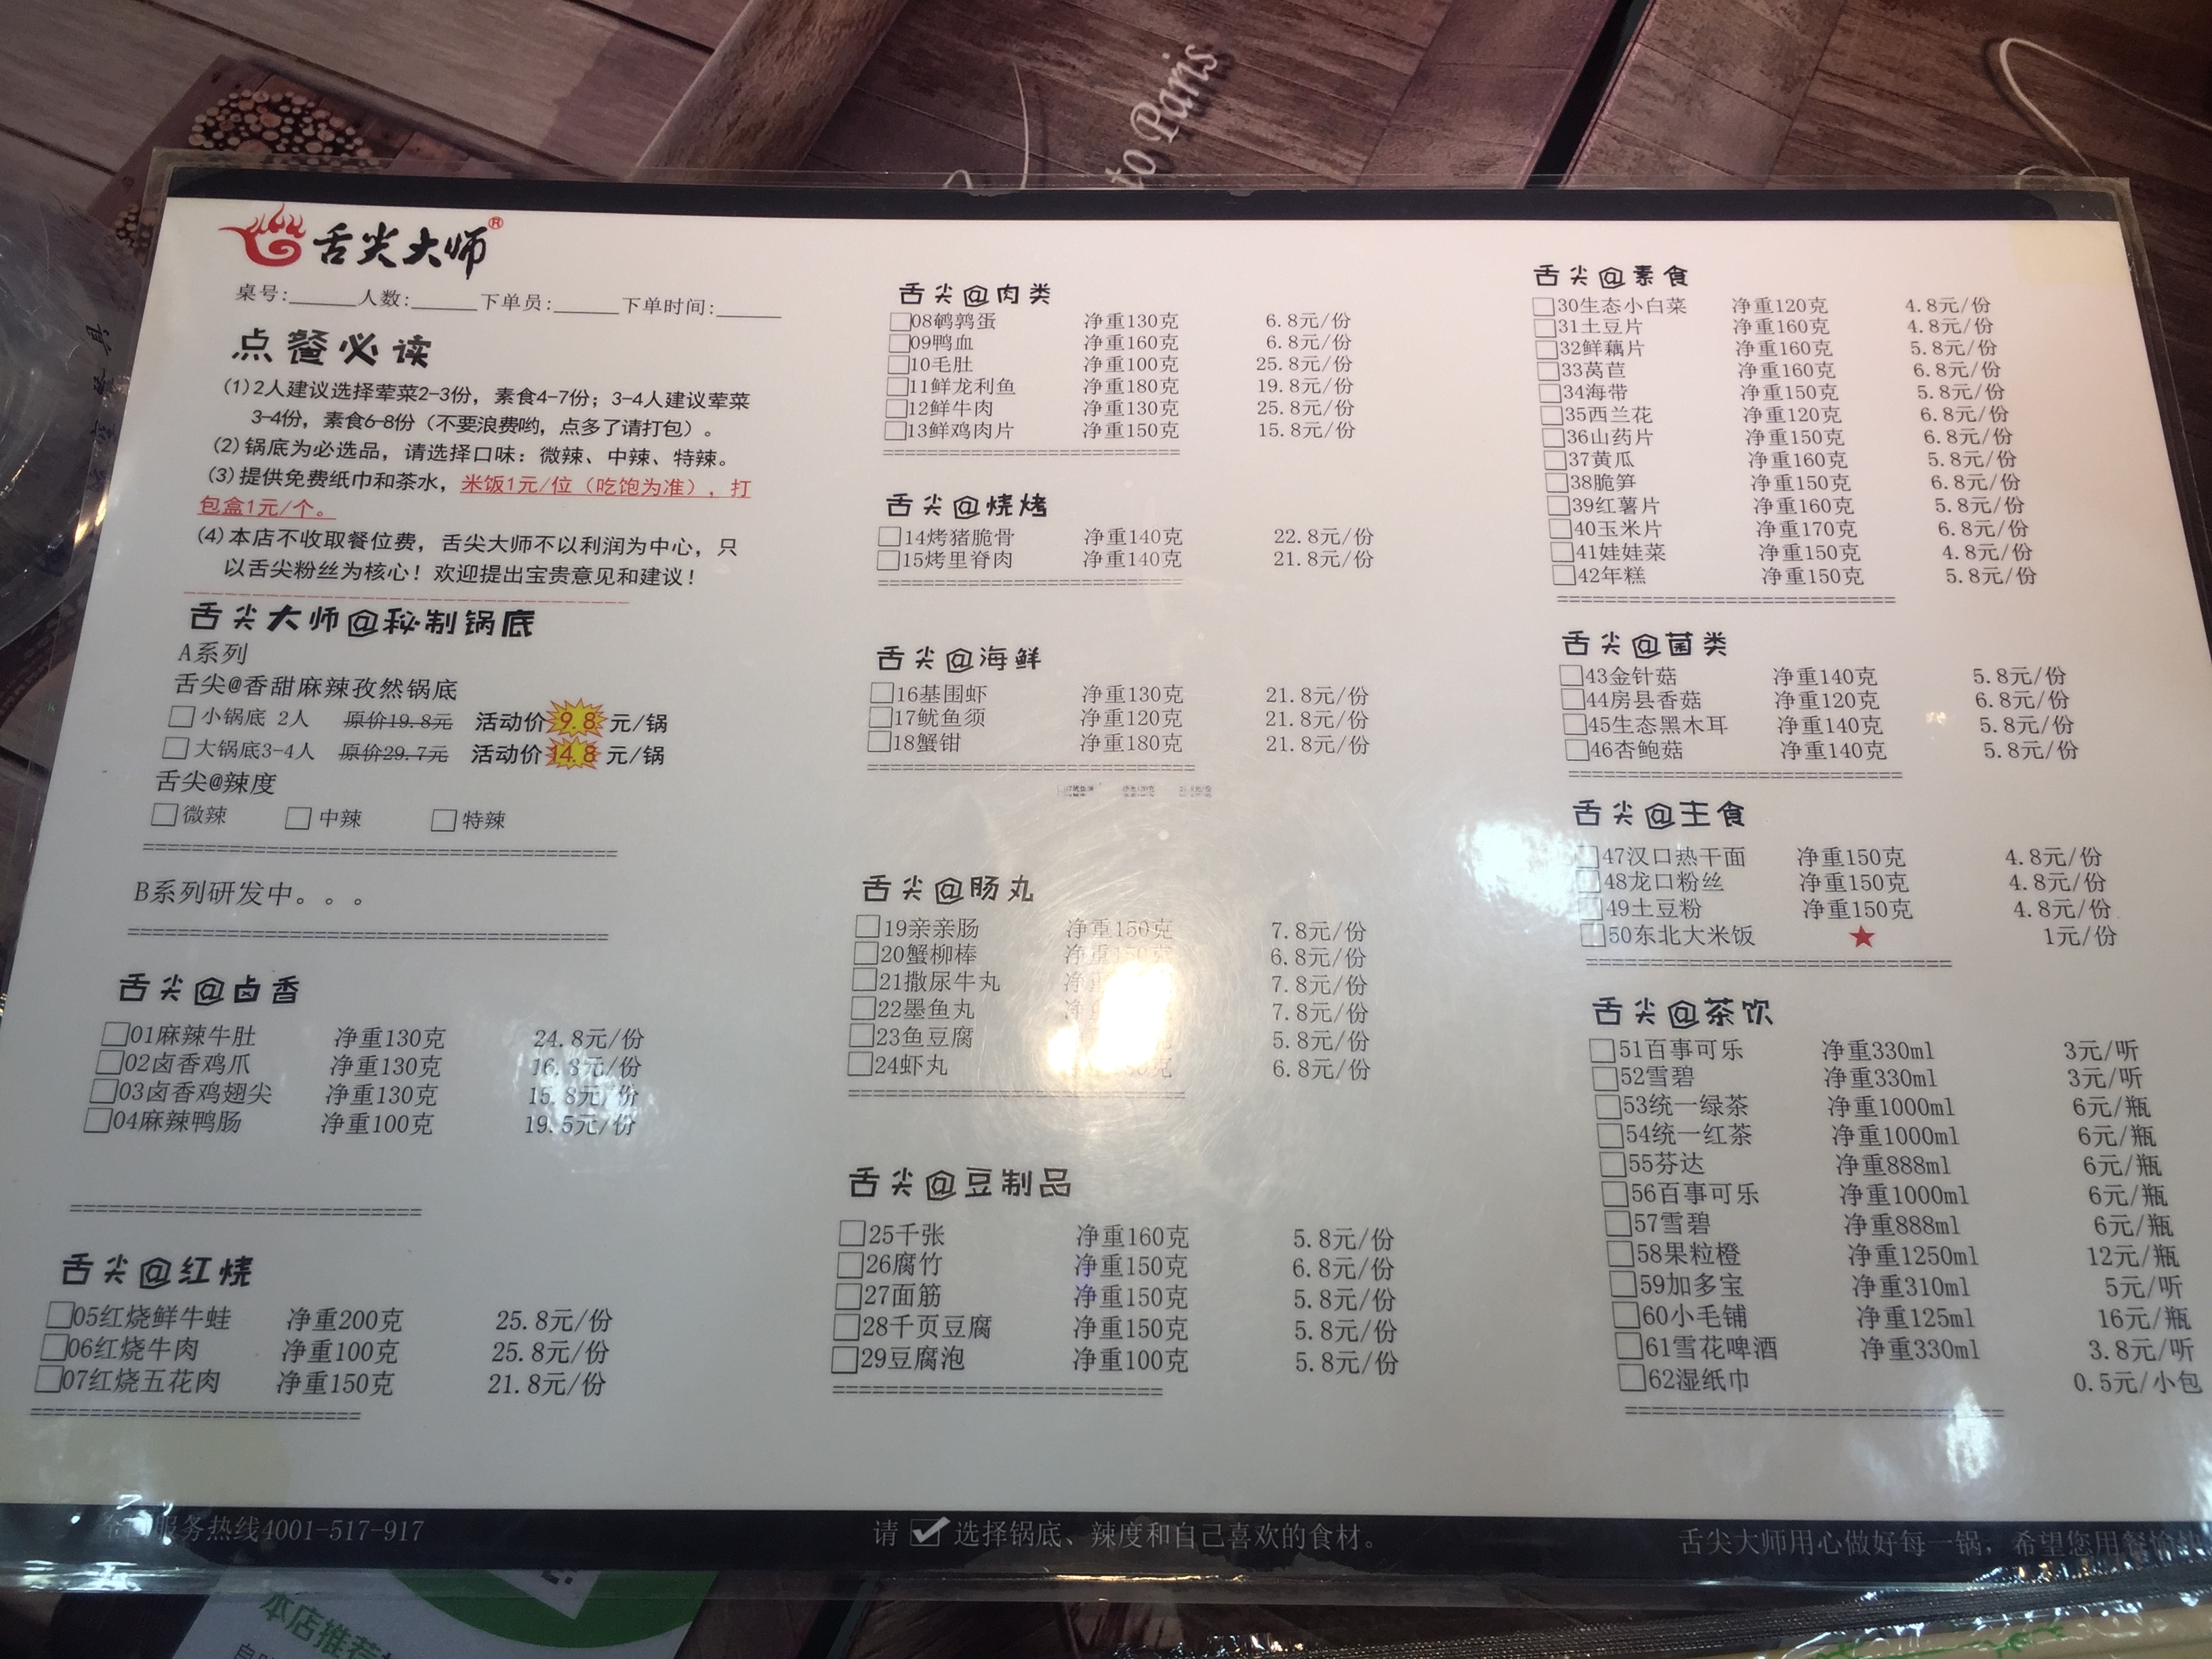 to Paris
舌尖大师®
桌号:______人数:______下单员:______下单时间:______
点餐必读
(1)2人建议选择荤菜2-3份，素食4-7份；3-4人建议荤菜
3-4份，素食6-8份（不要浪费哟，点多了请打包）。
(2)锅底为必选品，请选择口味：微辣、中辣、特辣。
(3)提供免费纸巾和茶水，米饭1元/位（吃饱为准），打
包盒1元/个。
(4)本店不收取餐位费，舌尖大师不以利润为中心，只
以舌尖粉丝为核心！欢迎提出宝贵意见和建议！
舌尖大师@秘制锅底
A系列
舌尖@香甜麻辣孜然锅底
小锅底 2人 原价19.8元 活动价9.8元/锅
大锅底3-4人 原价29.7元 活动价14.8元/锅
舌尖@辣度
微辣 中辣 特辣
B系列研发中。。。
舌尖@卤香
01麻辣牛肚 净重130克 24.8元/份
02卤香鸡爪 净重130克 16.8元/份
03卤香鸡翅尖 净重130克 15.8元/份
04麻辣鸭肠 净重100克 19.5元/份
舌尖@红烧
05红烧鲜牛蛙 净重200克 25.8元/份
06红烧牛肉 净重100克 25.8元/份
07红烧五花肉 净重150克 21.8元/份
舌尖@肉类
08鹌鹑蛋 净重130克 6.8元/份
09鸭血 净重160克 6.8元/份
10毛肚 净重100克 25.8元/份
11鲜龙利鱼 净重180克 19.8元/份
12鲜牛肉 净重130克 25.8元/份
13鲜鸡肉片 净重150克 15.8元/份
舌尖@烧烤
14烤猪脆骨 净重140克 22.8元/份
15烤里脊肉 净重140克 21.8元/份
舌尖@海鲜
16基围虾 净重130克 21.8元/份
17鱿鱼须 净重120克 21.8元/份
18蟹钳 净重180克 21.8元/份
舌尖@肠丸
19亲亲肠 净重150克 7.8元/份
20蟹柳棒 净重150克 6.8元/份
21撒尿牛丸 净 7.8元/份
22墨鱼丸 净 7.8元/份
23鱼豆腐 5.8元/份
24虾丸 克 6.8元/份
舌尖@豆制品
25千张 净重160克 5.8元/份
26腐竹 净重150克 6.8元/份
27面筋 净重150克 5.8元/份
28千页豆腐 净重150克 5.8元/份
29豆腐泡 净重100克 5.8元/份
舌尖@素食
30生态小白菜 净重120克 4.8元/份
31土豆片 净重160克 4.8元/份
32鲜藕片 净重160克 5.8元/份
33莴苣 净重160克 6.8元/份
34海带 净重150克 5.8元/份
35西兰花 净重120克 6.8元/份
36山药片 净重150克 6.8元/份
37黄瓜 净重160克 5.8元/份
38脆笋 净重150克 6.8元/份
39红薯片 净重160克 5.8元/份
40玉米片 净重170克 6.8元/份
41娃娃菜 净重150克 4.8元/份
42年糕 净重150克 5.8元/份
舌尖@菌类
43金针菇 净重140克 5.8元/份
44房县香菇 净重120克 6.8元/份
45生态黑木耳 净重140克 5.8元/份
46杏鲍菇 净重140克 5.8元/份
舌尖@主食
47汉口热干面 净重150克 4.8元/份
48龙口粉丝 净重150克 4.8元/份
49土豆粉 净重150克 4.8元/份
50东北大米饭 ★ 1元/份
舌尖@茶饮
51百事可乐 净重330ml 3元/听
52雪碧 净重330ml 3元/听
53统一绿茶 净重1000ml 6元/瓶
54统一红茶 净重1000ml 6元/瓶
55芬达 净重888ml 6元/瓶
56百事可乐 净重1000ml 6元/瓶
57雪碧 净重888ml 6元/瓶
58果粒橙 净重1250ml 12元/瓶
59加多宝 净重310ml 5元/听
60小毛铺 净重125ml 16元/瓶
61雪花啤酒 净重330ml 3.8元/听
62湿纸巾 0.5元/小包
服务热线4001-517-917
请☑选择锅底、辣度和自己喜欢的食材。
舌尖大师用心做好每一锅，希望您用餐愉快
本店推荐